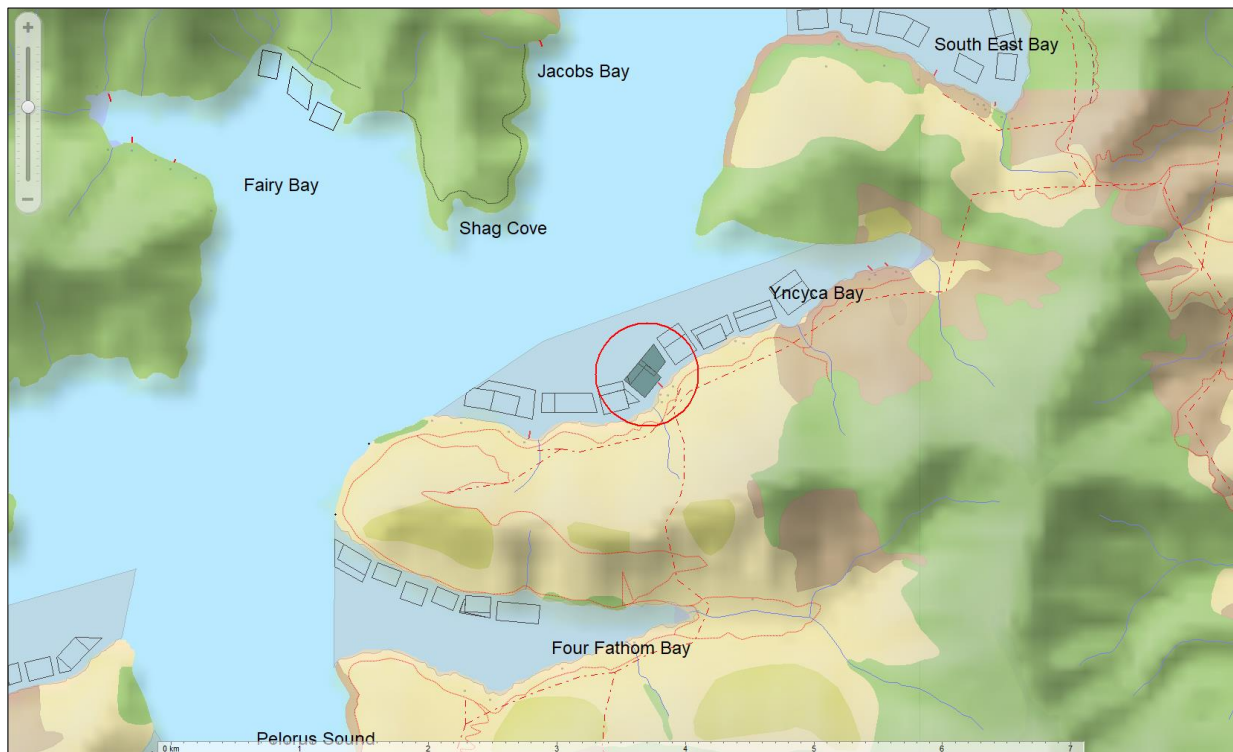 +
South East Bay
Jacobs Bay
Fairy Bay
−
Shag Cove
Yncyca Bay
Four Fathom Bay
Pelorus Sound
0 km 1 2 3 4 5 6 7